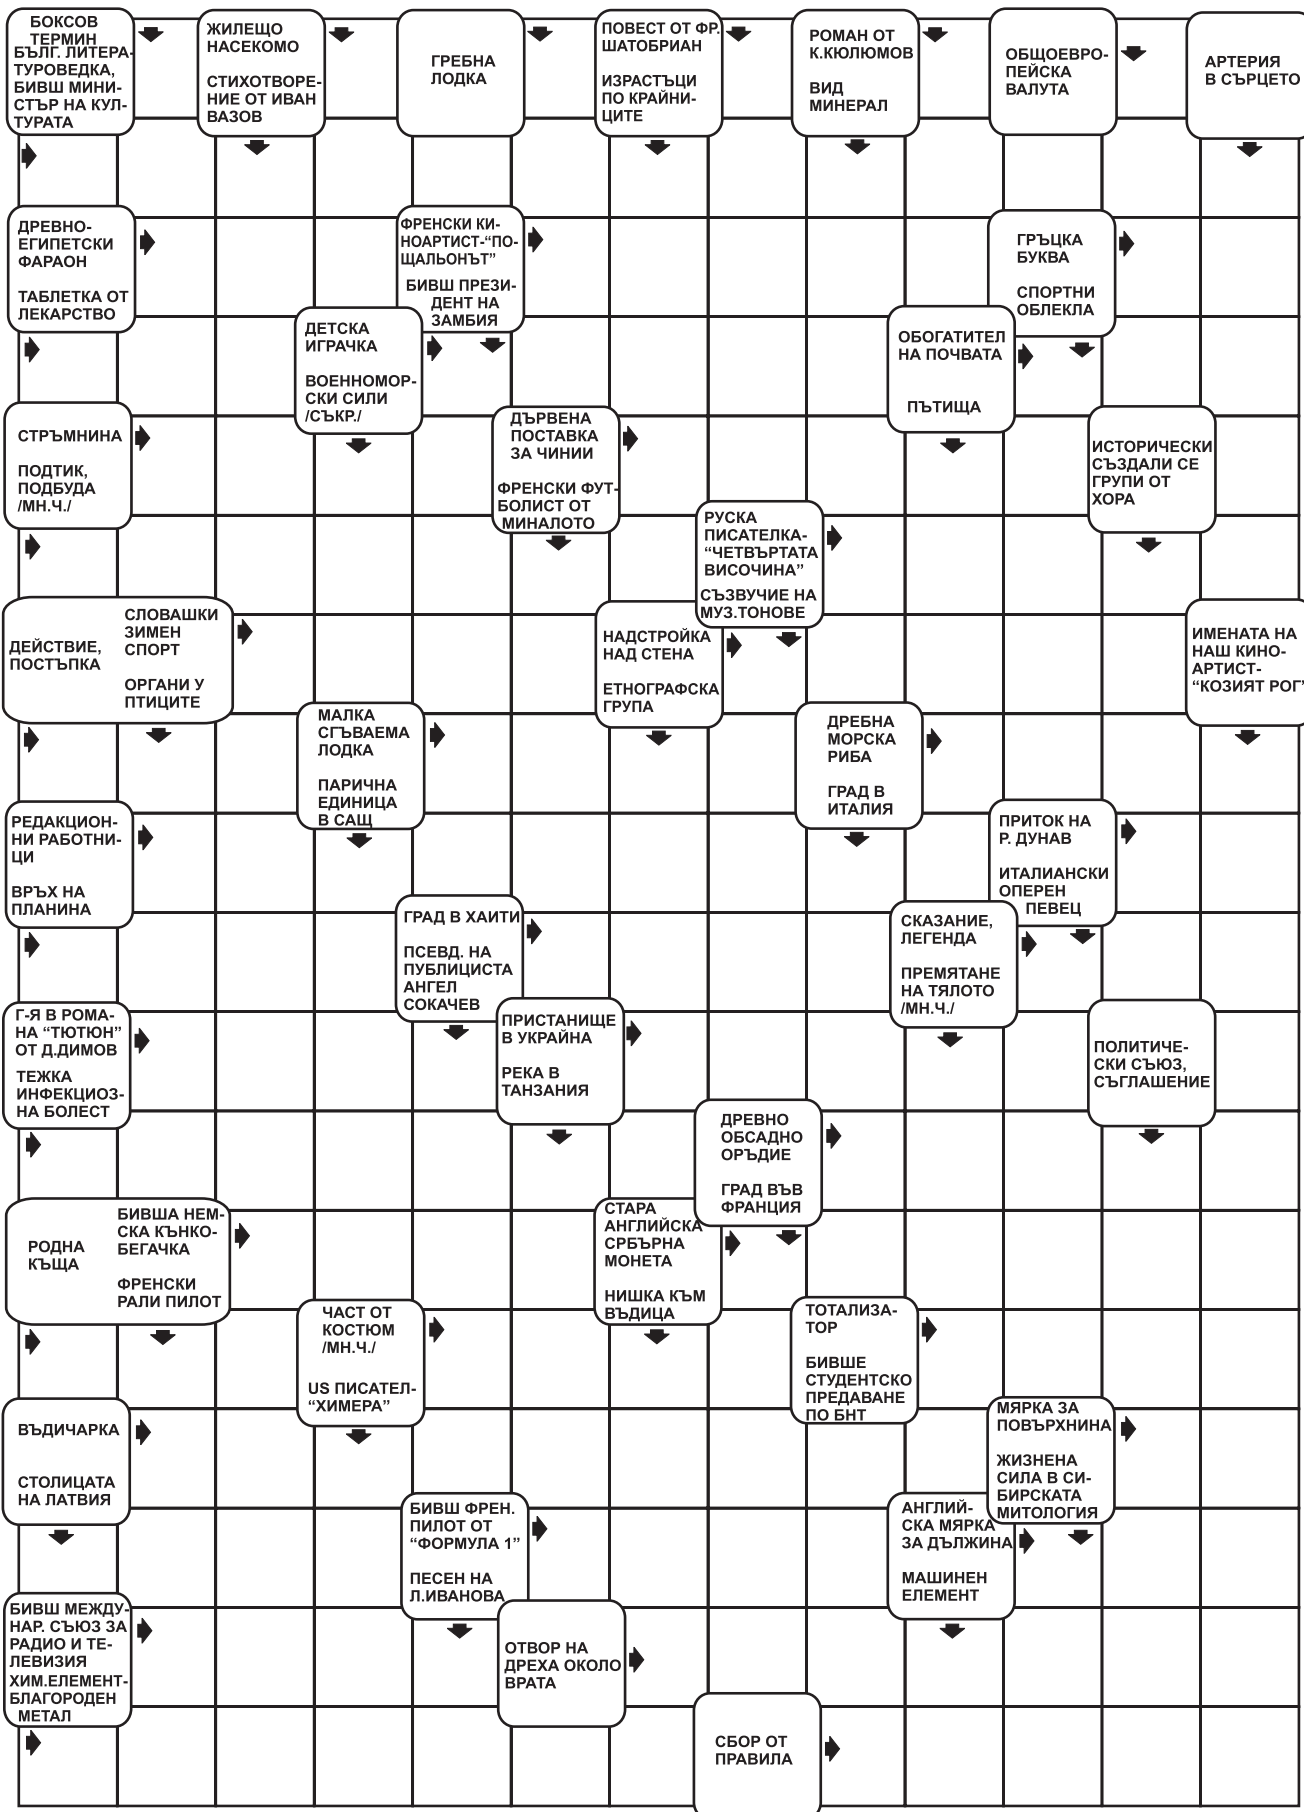 БОКСОВ
ТЕРМИН
БЪЛГ. ЛИТЕРА-
ТУРОВЕДКА,
БИВШ МИНИ-
СТЪР НА КУЛ-
ТУРАТА
ЖИЛЕЩО
НАСЕКОМО
СТИХОТВОРЕ-
НИЕ ОТ ИВАН
ВАЗОВ
ГРЕБНА
ЛОДКА
ПОВЕСТ ОТ ФР.
ШАТОБРИАН
ИЗРАСТЪЦИ
ПО КРАЙНИ-
ЦИТЕ
РОМАН ОТ
К.КЮЛЮМОВ
ВИД
МИНЕРАЛ
ОБЩОЕВРО-
ПЕЙСКА
ВАЛУТА
АРТЕРИЯ
В СЪРЦЕТО
ДРЕВНО-
ЕГИПЕТСКИ
ФАРАОН
ТАБЛЕТКА ОТ
ЛЕКАРСТВО
ФРЕНСКИ КИ-
НОАРТИСТ-“ПО-
ЩАЛЬОНЪТ”
БИВШ ПРЕЗИ-
ДЕНТ НА
ЗАМБИЯ
ГРЪЦКА
БУКВА
СПОРТНИ
ОБЛЕКЛА
ДЕТСКА
ИГРАЧКА
ВОЕННОМОР-
СКИ СИЛИ
/СЪКР./
ОБОГАТИТЕЛ
НА ПОЧВАТА
ПЪТИЩА
СТРЪМНИНА
ПОДТИК,
ПОДБУДА
/МН.Ч./
ДЪРВЕНА
ПОСТАВКА
ЗА ЧИНИИ
ФРЕНСКИ ФУТ-
БОЛИСТ ОТ
МИНАЛОТО
ИСТОРИЧЕСКИ
СЪЗДАЛИ СЕ
ГРУПИ ОТ
ХОРА
РУСКА
ПИСАТЕЛКА-
“ЧЕТВЪРТАТА
ВИСОЧИНА”
СЪЗВУЧИЕ НА
МУЗ.ТОНОВЕ
ДЕЙСТВИЕ,
ПОСТЪПКА
СЛОВАШКИ
ЗИМЕН
СПОРТ
ОРГАНИ У
ПТИЦИТЕ
НАДСТРОЙКА
НАД СТЕНА
ЕТНОГРАФСКА
ГРУПА
ИМЕНАТА НА
НАШ КИНО-
АРТИСТ-
“КОЗИЯТ РОГ”
МАЛКА
СГЪВАЕМА
ЛОДКА
ПАРИЧНА
ЕДИНИЦА
В САЩ
ДРЕБНА
МОРСКА
РИБА
ГРАД В
ИТАЛИЯ
РЕДАКЦИОН-
НИ РАБОТНИ-
ЦИ
ВРЪХ НА
ПЛАНИНА
ПРИТОК НА
Р. ДУНАВ
ИТАЛИАНСКИ
ОПЕРЕН
ПЕВЕЦ
ГРАД В ХАИТИ
ПСЕВД. НА
ПУБЛИЦИСТА
АНГЕЛ
СОКАЧЕВ
СКАЗАНИЕ,
ЛЕГЕНДА
ПРЕМЯТАНЕ
НА ТЯЛОТО
/МН.Ч./
Г-Я В РОМА-
НА “ТЮТЮН”
ОТ Д.ДИМОВ
ТЕЖКА
ИНФЕКЦИОЗ-
НА БОЛЕСТ
ПРИСТАНИЩЕ
В УКРАЙНА
РЕКА В
ТАНЗАНИЯ
ПОЛИТИЧЕ-
СКИ СЪЮЗ,
СЪГЛАШЕНИЕ
ДРЕВНО
ОБСАДНО
ОРЪДИЕ
ГРАД ВЪВ
ФРАНЦИЯ
РОДНА
КЪЩА
БИВША НЕМ-
СКА КЪНКО-
БЕГАЧКА
ФРЕНСКИ
РАЛИ ПИЛОТ
СТАРА
АНГЛИЙСКА
СРБЪРНА
МОНЕТА
НИШКА КЪМ
ВЪДИЦА
ЧАСТ ОТ
КОСТЮМ
/МН.Ч./
US ПИСАТЕЛ-
“ХИМЕРА”
ТОТАЛИЗА-
ТОР
БИВШЕ
СТУДЕНТСКО
ПРЕДАВАНЕ
ПО БНТ
ВЪДИЧАРКА
СТОЛИЦАТА
НА ЛАТВИЯ
МЯРКА ЗА
ПОВЪРХНИНА
ЖИЗНЕНА
СИЛА В СИ-
БИРСКАТА
МИТОЛОГИЯ
БИВШ ФРЕН.
ПИЛОТ ОТ
“ФОРМУЛА 1”
ПЕСЕН НА
Л.ИВАНОВА
АНГЛИЙ-
СКА МЯРКА
ЗА ДЪЛЖИНА
МАШИНЕН
ЕЛЕМЕНТ
БИВШ МЕЖДУ-
НАР. СЪЮЗ ЗА
РАДИО И ТЕ-
ЛЕВИЗИЯ
ХИМ.ЕЛЕМЕНТ-
БЛАГОРОДЕН
МЕТАЛ
ОТВОР НА
ДРЕХА ОКОЛО
ВРАТА
СБОР ОТ
ПРАВИЛА